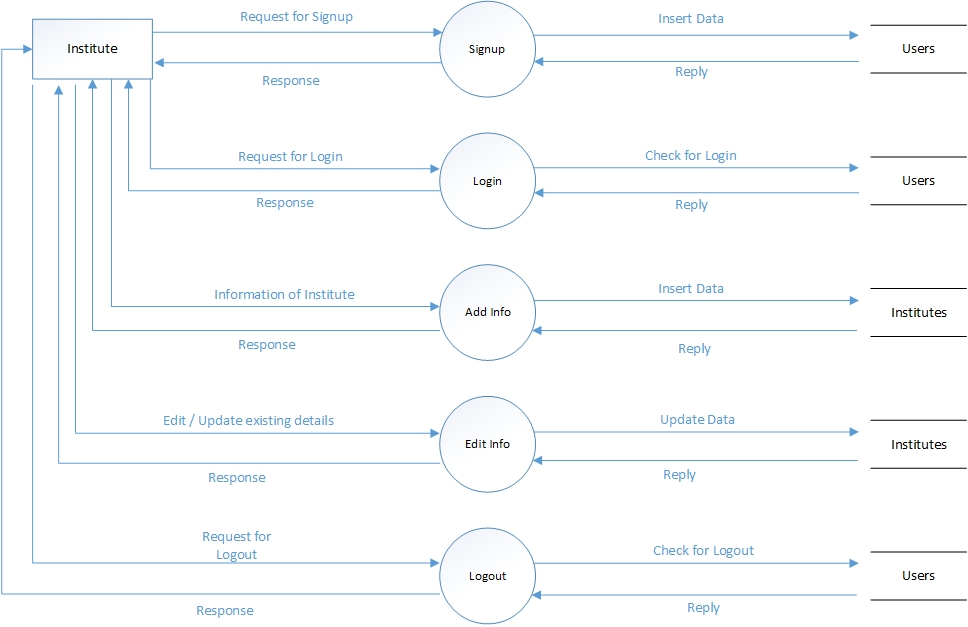 Request for Signup
Insert Data
Institute
Signup
Users
Response
Reply
Request for Login
Check for Login
Login
Users
Response
Reply
Information of Institute
Insert Data
Add Info
Institutes
Response
Reply
Edit / Update existing details
Update Data
Edit Info
Institutes
Response
Reply
Request for
Logout
Check for Logout
Logout
Users
Response
Reply